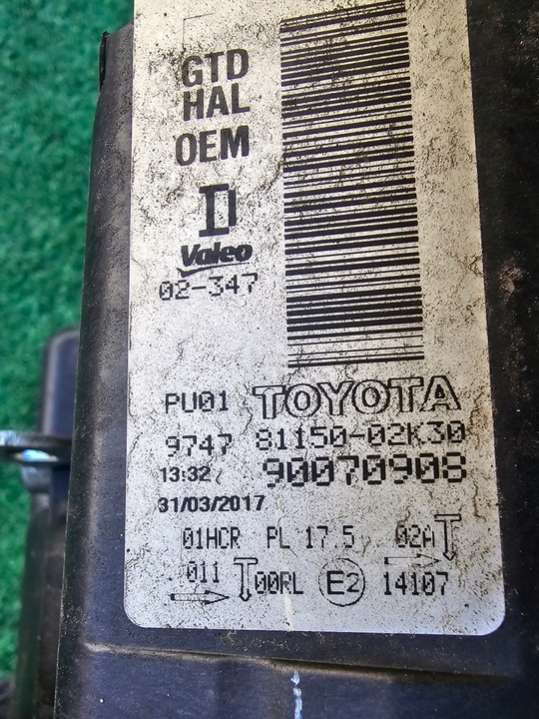 GTD
HAL
OEM
D
Valeo
02-347
PU01 TOYOTA
9747 81150-02K30
13:32 90070908
31/03/2017
01HCR PL 17.5 02A
011 00RL E2 14107